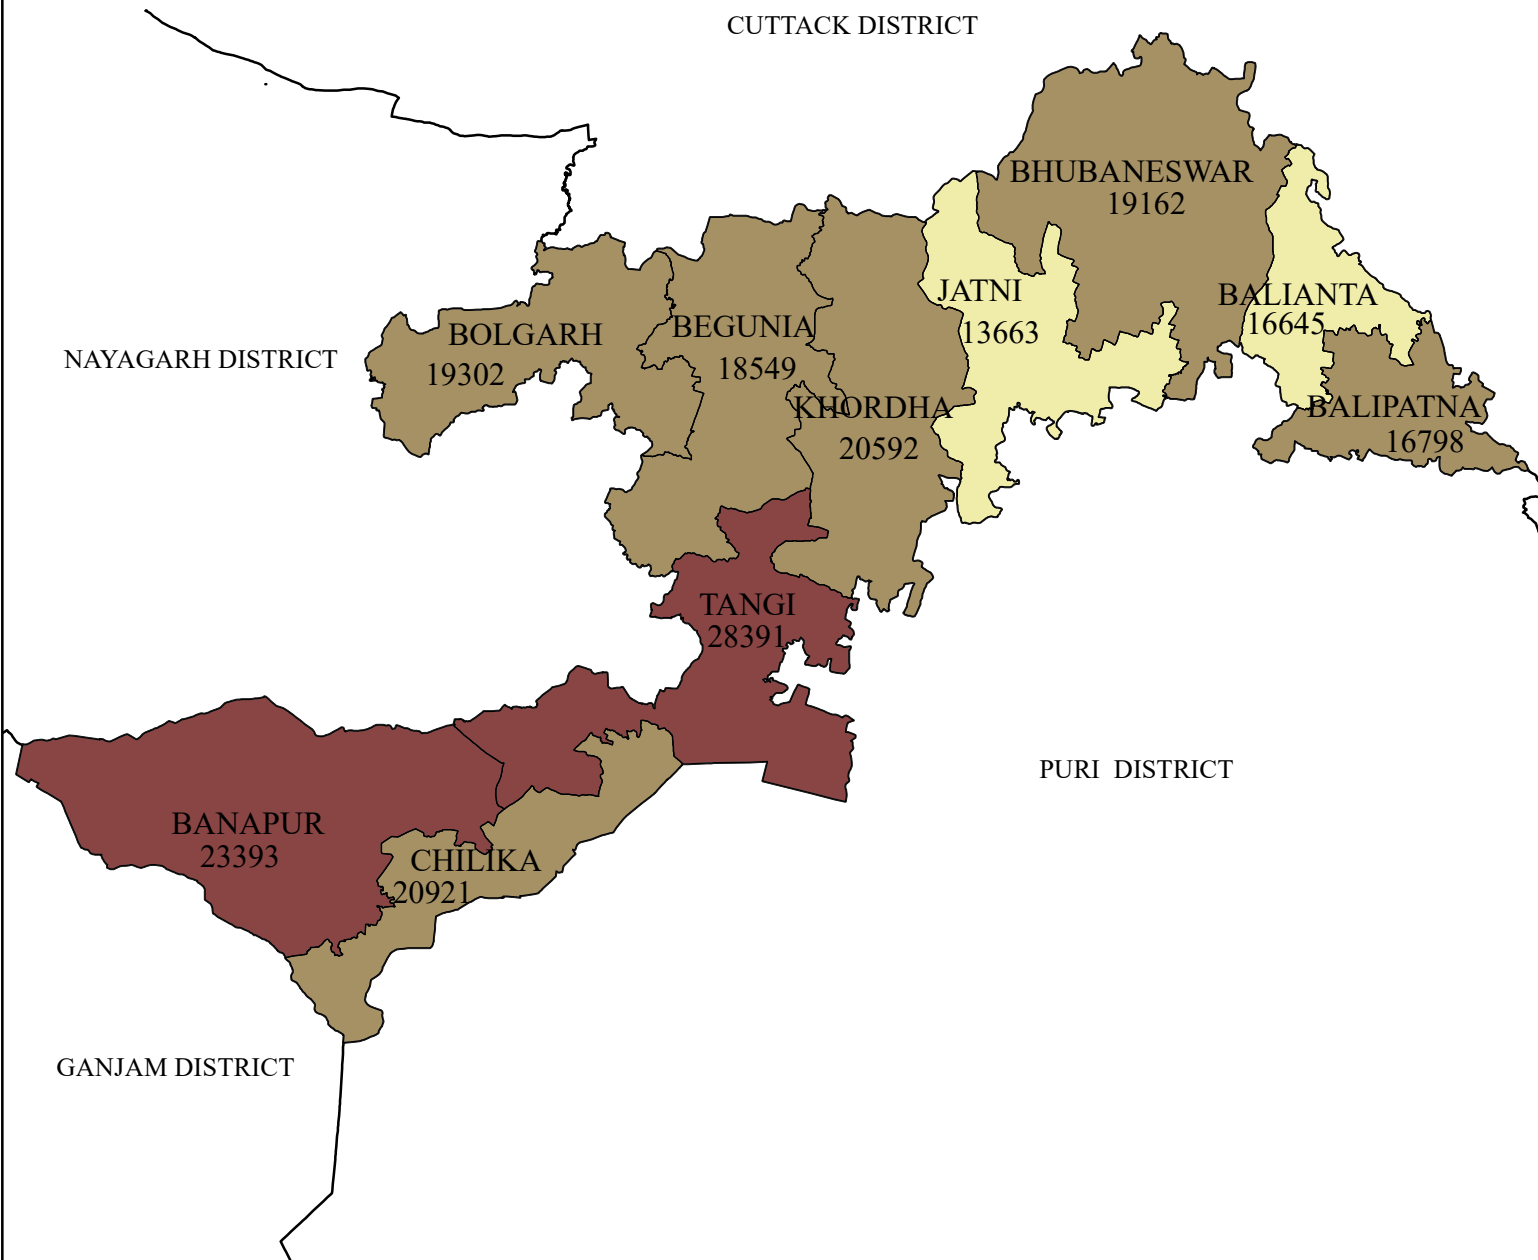 CUTTACK DISTRICT
BHUBANESWAR
19162
JATNI
13663
BALIANTA
16645
BOLGARH
19302
BEGUNIA
18549
NAYAGARH DISTRICT
KHORDHA
20592
BALIPATNA
16798
TANGI
28391
PURI DISTRICT
BANAPUR
23393
CHILIKA
20921
GANJAM DISTRICT